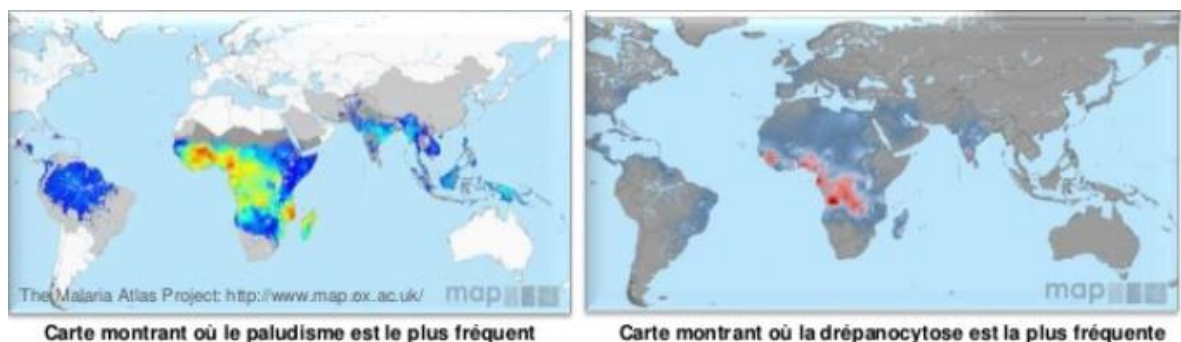 The Malaria Atlas Project: http://www.map.ox.ac.uk/
map
map
Carte montrant où le paludisme est le plus fréquent
Carte montrant où la drépanocytose est la plus fréquente